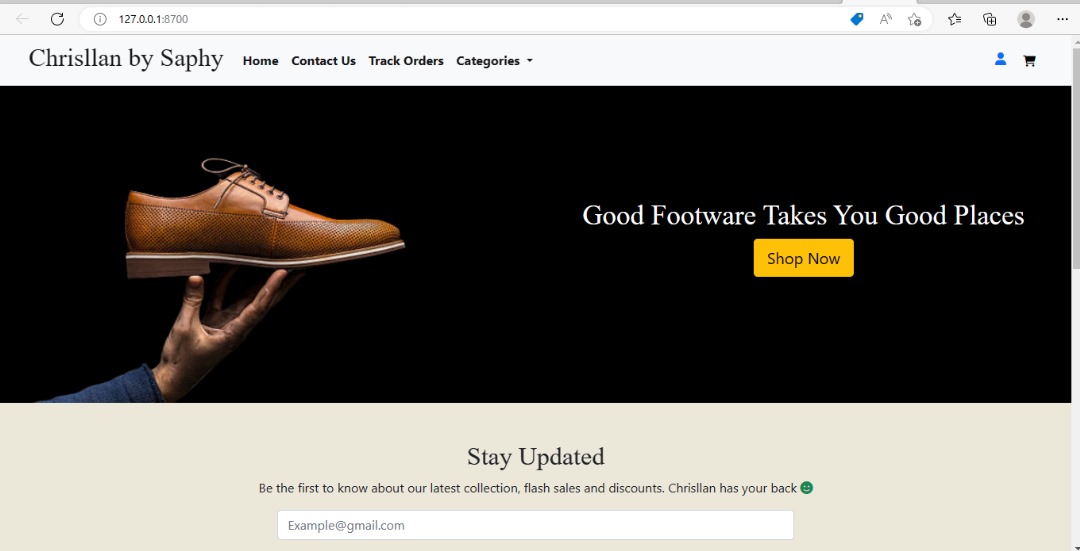 127.0.0.1:8700
Chrisllan by Saphy Home Contact Us Track Orders Categories
Good Footware Takes You Good Places
Shop Now
Stay Updated
Be the first to know about our latest collection, flash sales and discounts. Chrisllan has your back
Example@gmail.com